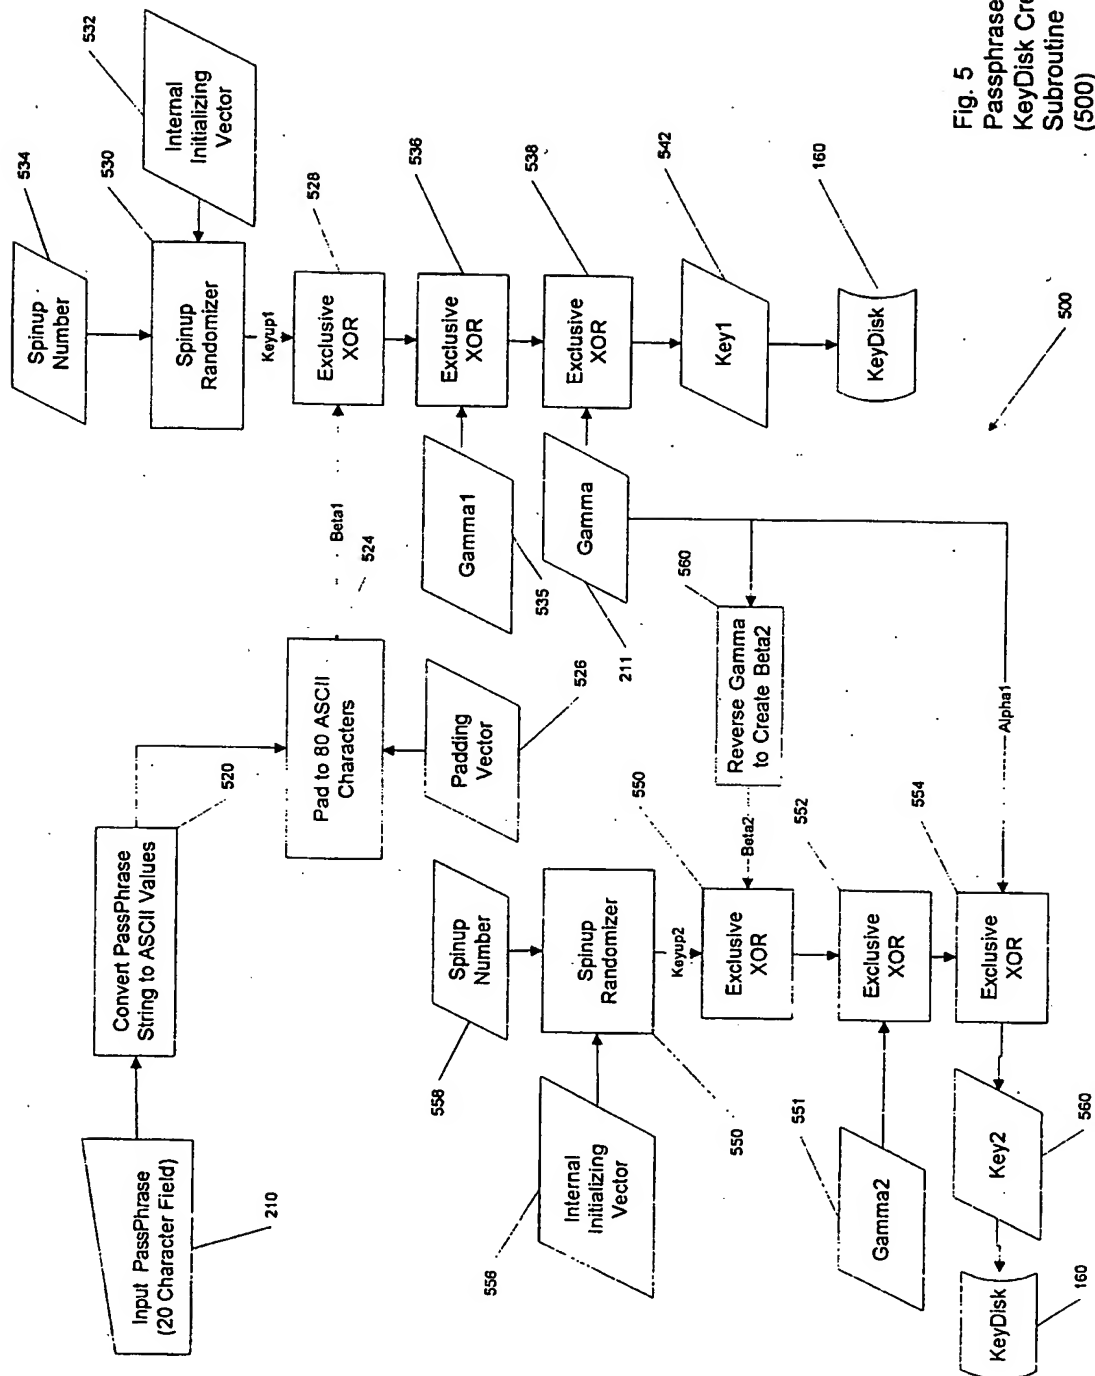 Fig. 5
Passphrase
KeyDisk Cre
Subroutine
(500)
Input PassPhrase
(20 Character Field)
210
Convert PassPhrase
String to ASCII Values
520
Pad to 80 ASCII
Characters
524
Padding
Vector
526
Beta1
Spinup
Number
534
Spinup
Randomizer
530
Internal
Initializing
Vector
532
Keyup1
Exclusive
XOR
528
Gamma1
535
Exclusive
XOR
536
Gamma
211
Exclusive
XOR
538
Key1
542
KeyDisk
160
500
Reverse Gamma
to Create Beta2
560
Beta2
Alpha1
Spinup
Number
558
Spinup
Randomizer
550
Internal
Initializing
Vector
556
Keyup2
Exclusive
XOR
550
Gamma2
551
Exclusive
XOR
552
Exclusive
XOR
554
Key2
560
KeyDisk
160